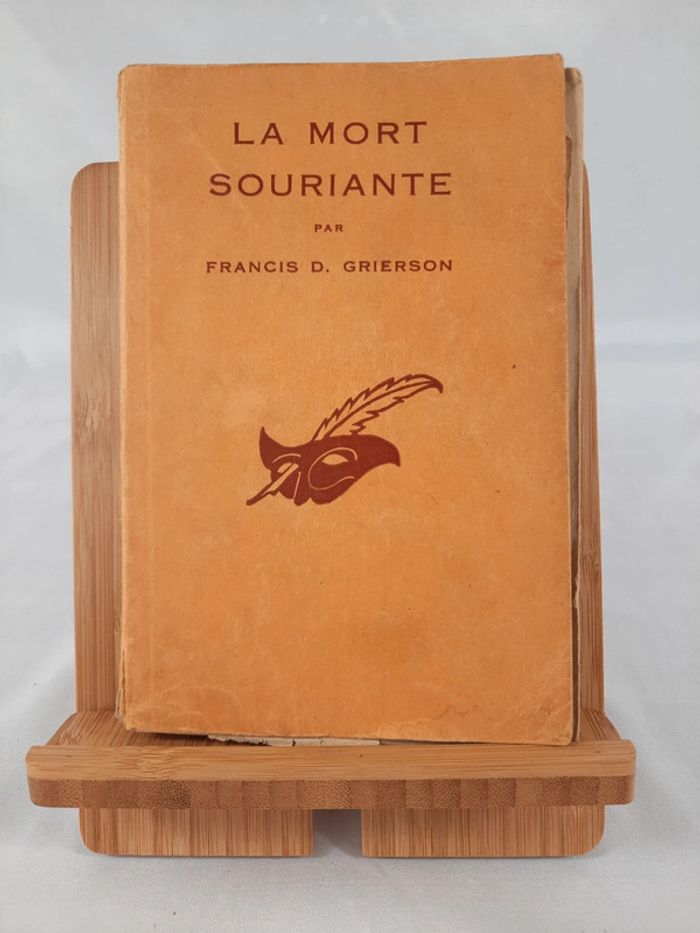 LA MORT
SOURIANTE
PAR
FRANCIS D. GRIERSON